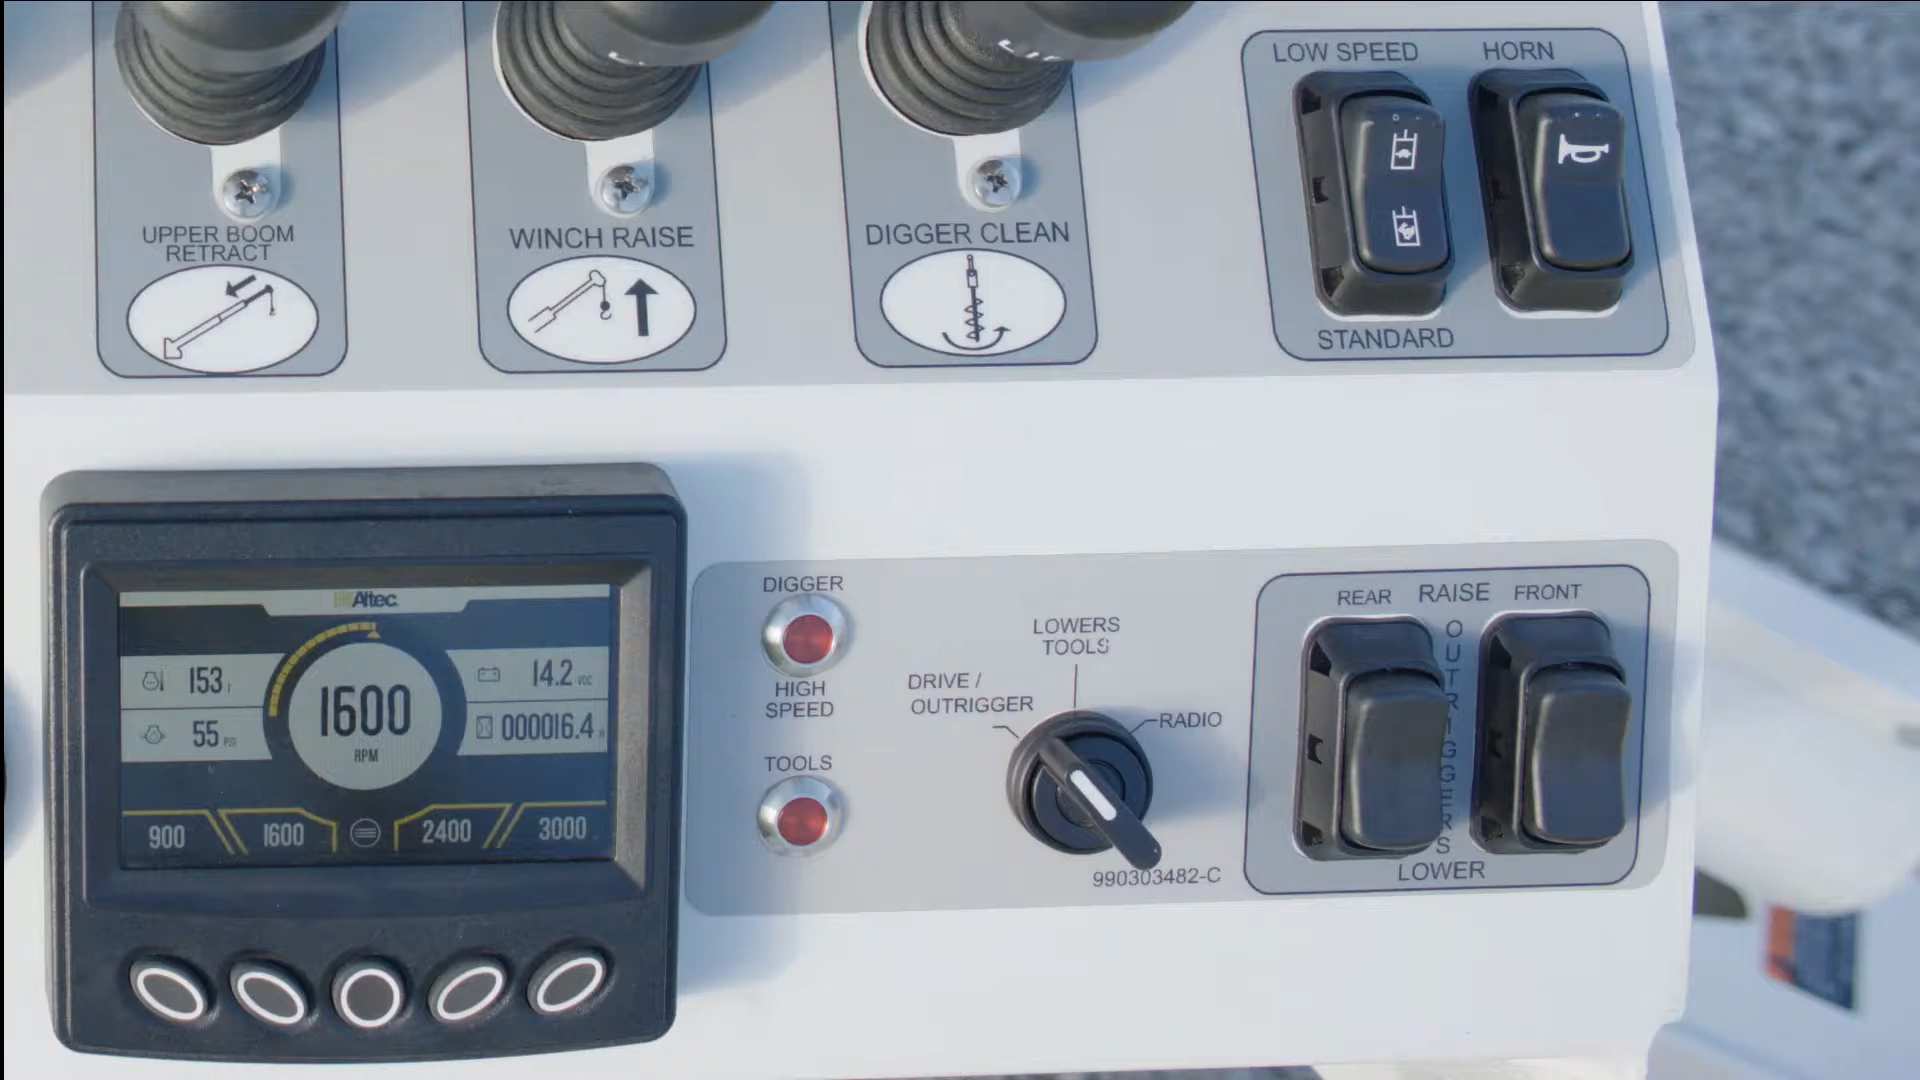 LOW SPEED
HORN
UPPER BOOM
RETRACT
WINCH RAISE
DIGGER CLEAN
STANDARD
Altec
153
14.2 VDC
1600
RPM
55 PSI
000016.4
900
1600
2400
3000
DIGGER
HIGH
SPEED
TOOLS
LOWERS
TOOLS
DRIVE /
OUTRIGGER
RADIO
990303482-C
REAR
RAISE
FRONT
OUTRIGGERS
LOWER